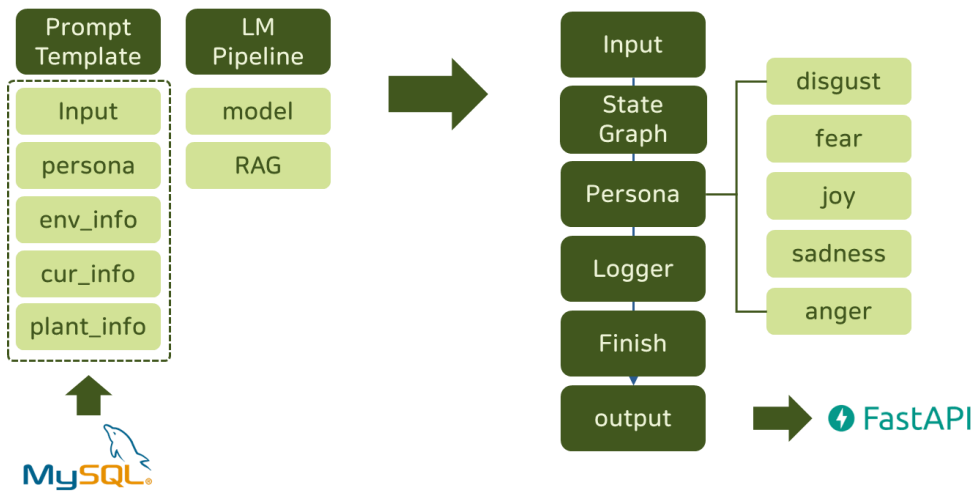 Prompt
Template
Input
persona
env_info
cur_info
plant_info
MySQL®
LM
Pipeline
model
RAG
Input
State
Graph
Persona
Logger
Finish
output
disgust
fear
joy
sadness
anger
FastAPI